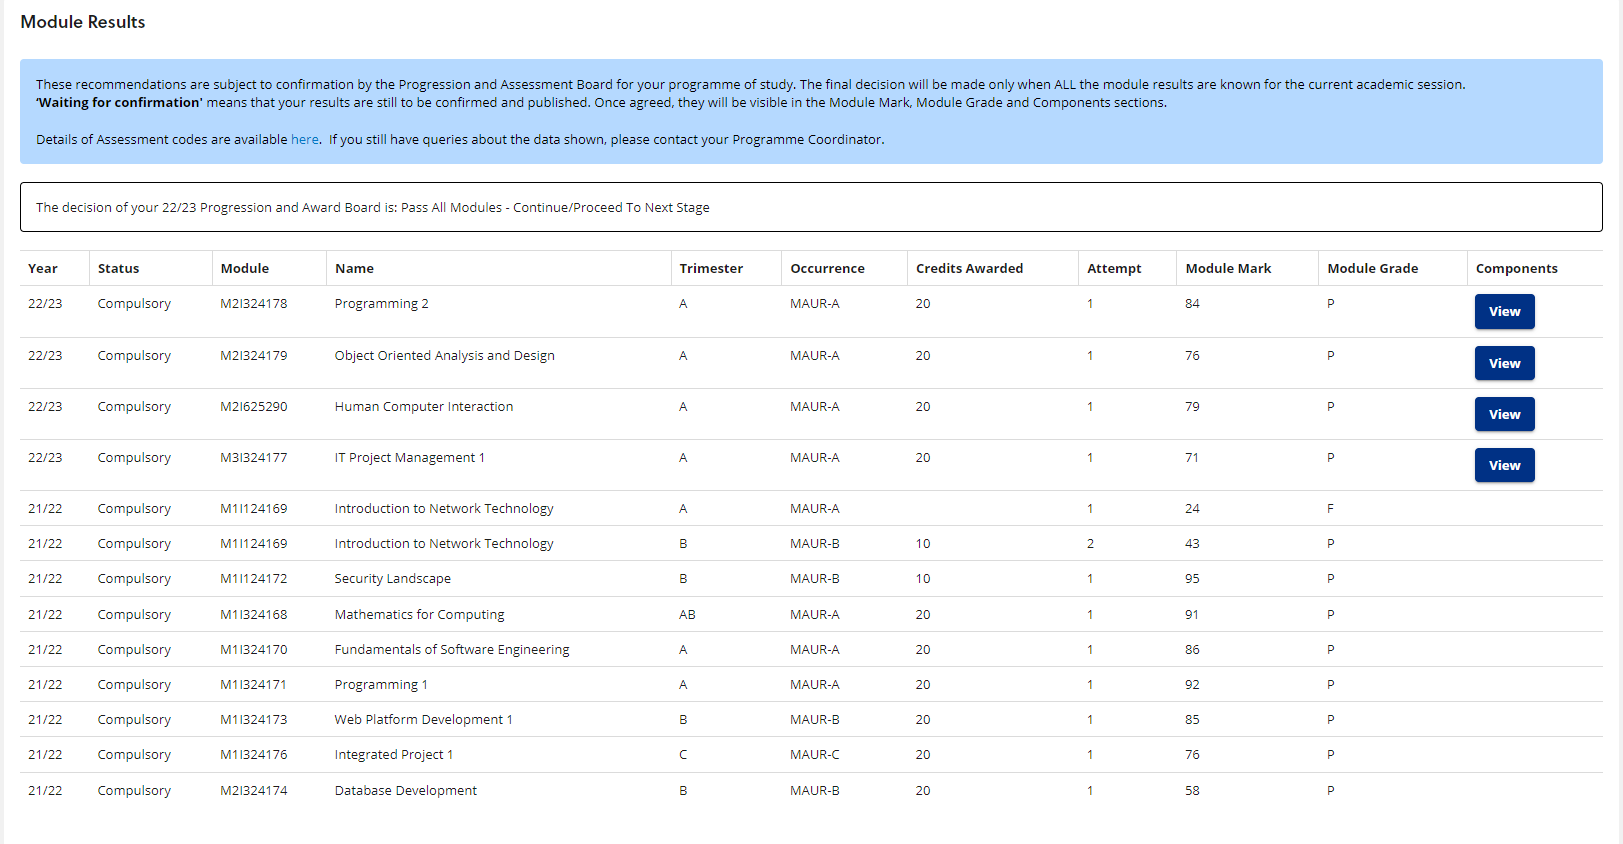 Module Results
These recommendations are subject to confirmation by the Progression and Assessment Board for your programme of study. The final decision will be made only when ALL the module results are known for the current academic session.
‘Waiting for confirmation' means that your results are still to be confirmed and published. Once agreed, they will be visible in the Module Mark, Module Grade and Components sections.
Details of Assessment codes are available here. If you still have queries about the data shown, please contact your Programme Coordinator.
The decision of your 22/23 Progression and Award Board is: Pass All Modules - Continue/Proceed To Next Stage
Year Status Module Name Trimester Occurrence Credits Awarded Attempt Module Mark Module Grade Components
22/23 Compulsory M2I324178 Programming 2 A MAUR-A 20 1 84 P View
22/23 Compulsory M2I324179 Object Oriented Analysis and Design A MAUR-A 20 1 76 P View
22/23 Compulsory M2I625290 Human Computer Interaction A MAUR-A 20 1 79 P View
22/23 Compulsory M3I324177 IT Project Management 1 A MAUR-A 20 1 71 P View
21/22 Compulsory M1I124169 Introduction to Network Technology A MAUR-A 1 24 F
21/22 Compulsory M1I124169 Introduction to Network Technology B MAUR-B 10 2 43 P
21/22 Compulsory M1I124172 Security Landscape B MAUR-B 10 1 95 P
21/22 Compulsory M1I324168 Mathematics for Computing AB MAUR-A 20 1 91 P
21/22 Compulsory M1I324170 Fundamentals of Software Engineering A MAUR-A 20 1 86 P
21/22 Compulsory M1I324171 Programming 1 A MAUR-A 20 1 92 P
21/22 Compulsory M1I324173 Web Platform Development 1 B MAUR-B 20 1 85 P
21/22 Compulsory M1I324176 Integrated Project 1 C MAUR-C 20 1 76 P
21/22 Compulsory M2I324174 Database Development B MAUR-B 20 1 58 P